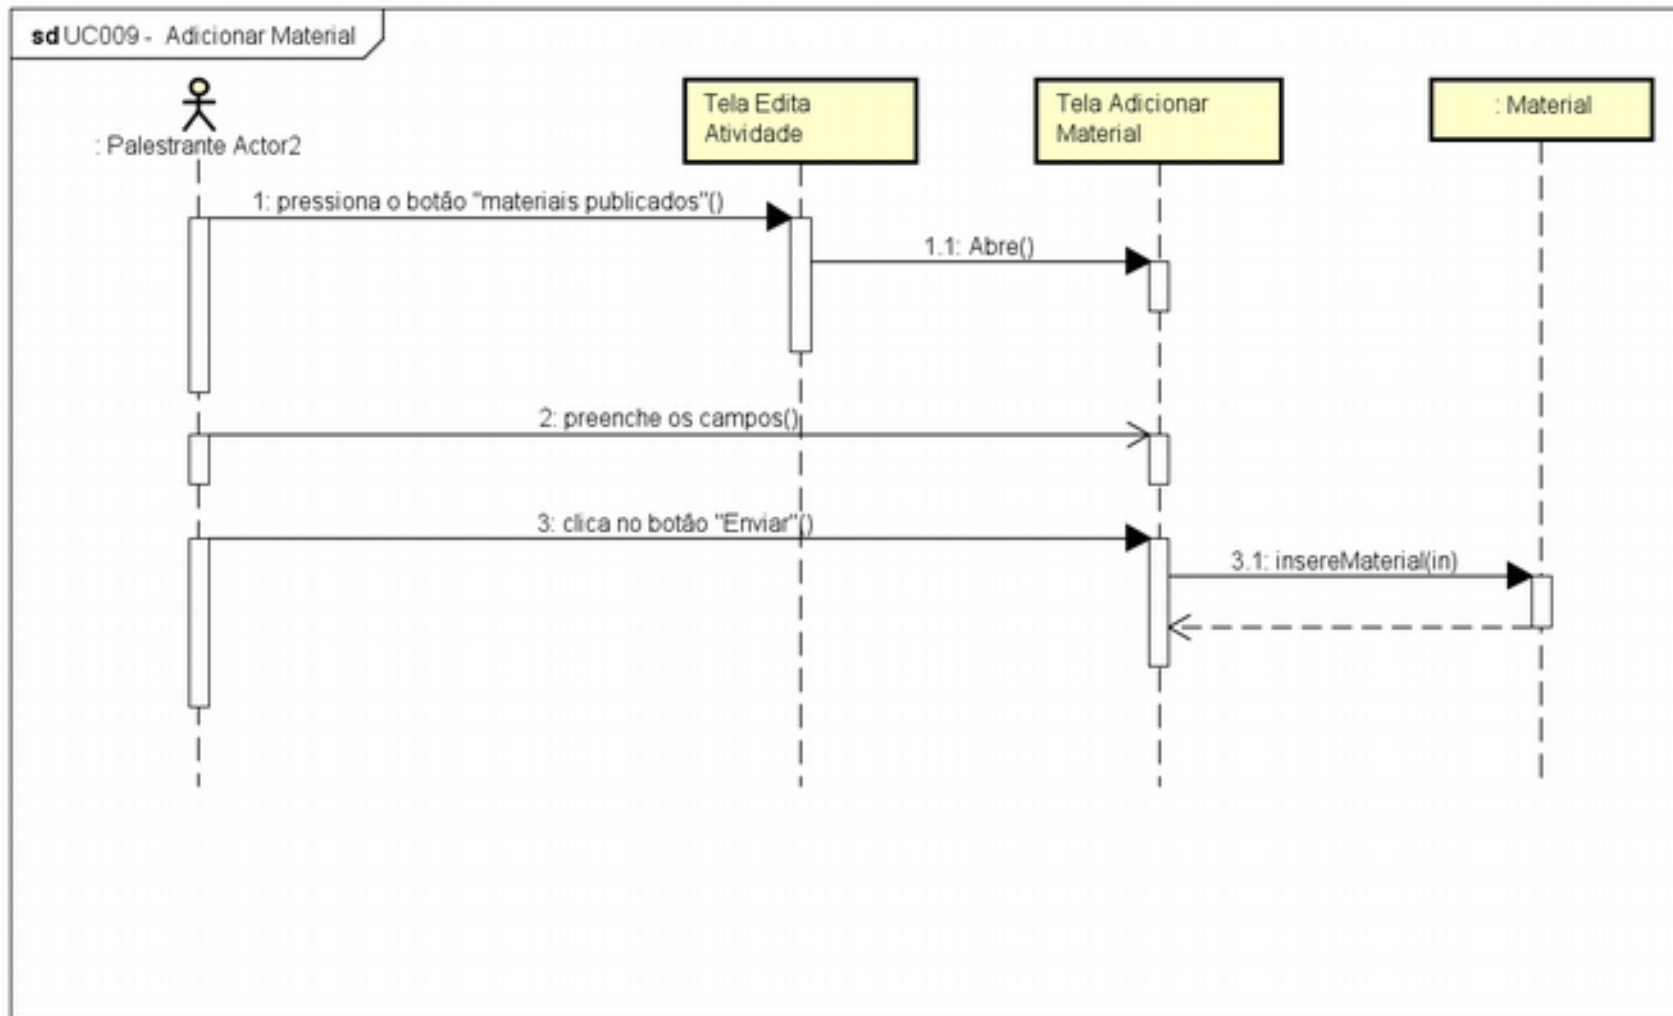 sd UC009 - Adicionar Material
: Palestrante Actor2
Tela Edita
Atividade
Tela Adicionar
Material
: Material
1: pressiona o botão "materiais publicados"()
1.1: Abre()
2: preenche os campos()
3: clica no botão "Enviar"()
3.1: insereMaterial(in)